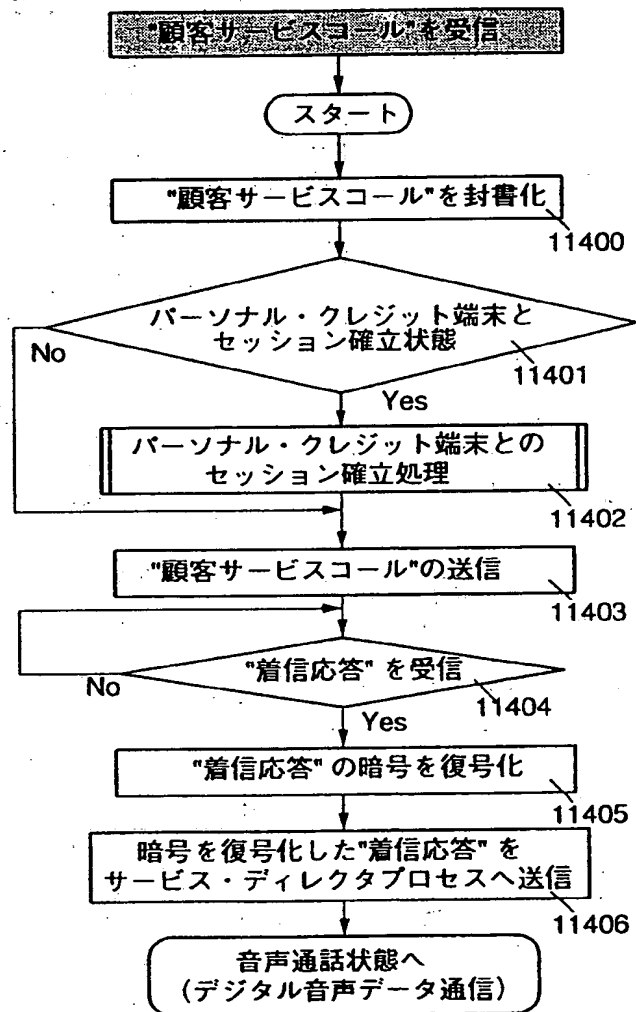 "顧客サービスコール"を受信
スタート
"顧客サービスコール"を封書化
11400
パーソナル・クレジット端末と
セッション確立状態
11401
No
Yes
パーソナル・クレジット端末との
セッション確立処理
11402
"顧客サービスコール"の送信
11403
"着信応答" を受信
11404
No
Yes
"着信応答" の暗号を復号化
11405
暗号を復号化した"着信応答" を
サービス・ディレクタプロセスへ送信
11406
音声通話状態へ
(デジタル音声データ通信)